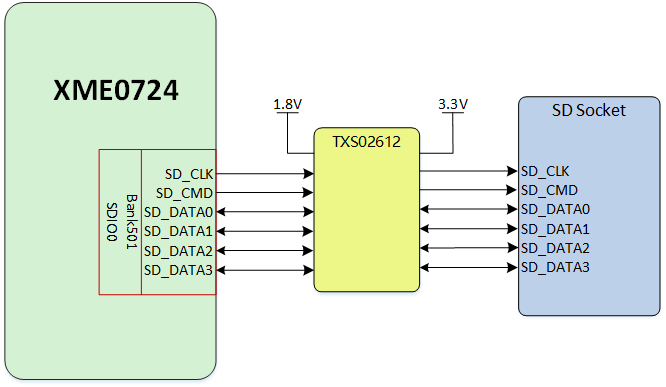 XME0724
SDIO0
Bank501
SD_CLK
SD_CMD
SD_DATA0
SD_DATA1
SD_DATA2
SD_DATA3
1.8V
3.3V
TXS02612
SD Socket
SD_CLK
SD_CMD
SD_DATA0
SD_DATA1
SD_DATA2
SD_DATA3